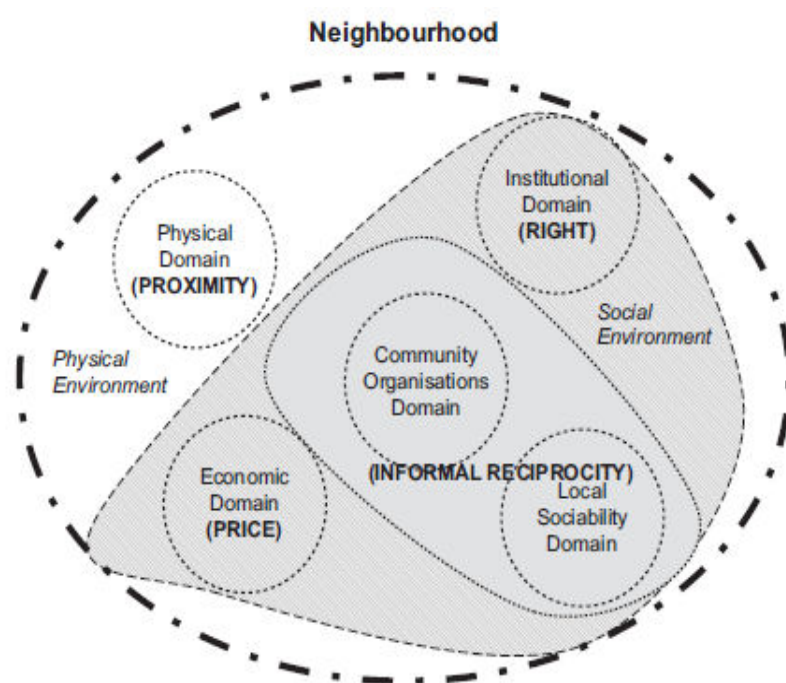 Neighbourhood
Institutional
Domain
(RIGHT)
Physical
Domain
(PROXIMITY)
Social
Environment
Physical
Environment
Community
Organisations
Domain
(INFORMAL RECIPROCITY)
Economic
Domain
(PRICE)
Local
Sociability
Domain